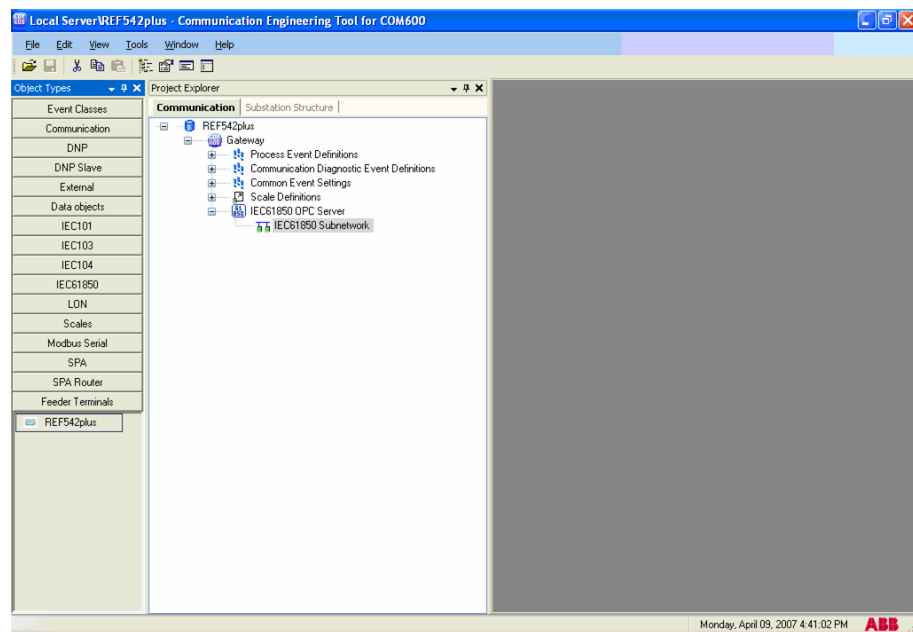 Local Server\REF542plus - Communication Engineering Tool for COM600
File Edit View Tools Window Help
Object Types
Project Explorer
Event Classes
Communication
DNP
DNP Slave
External
Data objects
IEC101
IEC103
IEC104
IEC61850
LON
Scales
Modbus Serial
SPA
SPA Router
Feeder Terminals
REF542plus
Communication Substation Structure
REF542plus
Gateway
Process Event Definitions
Communication Diagnostic Event Definitions
Common Event Settings
Scale Definitions
IEC61850 OPC Server
IEC61850 Subnetwork
Monday, April 09, 2007 4:41:02 PM ABB